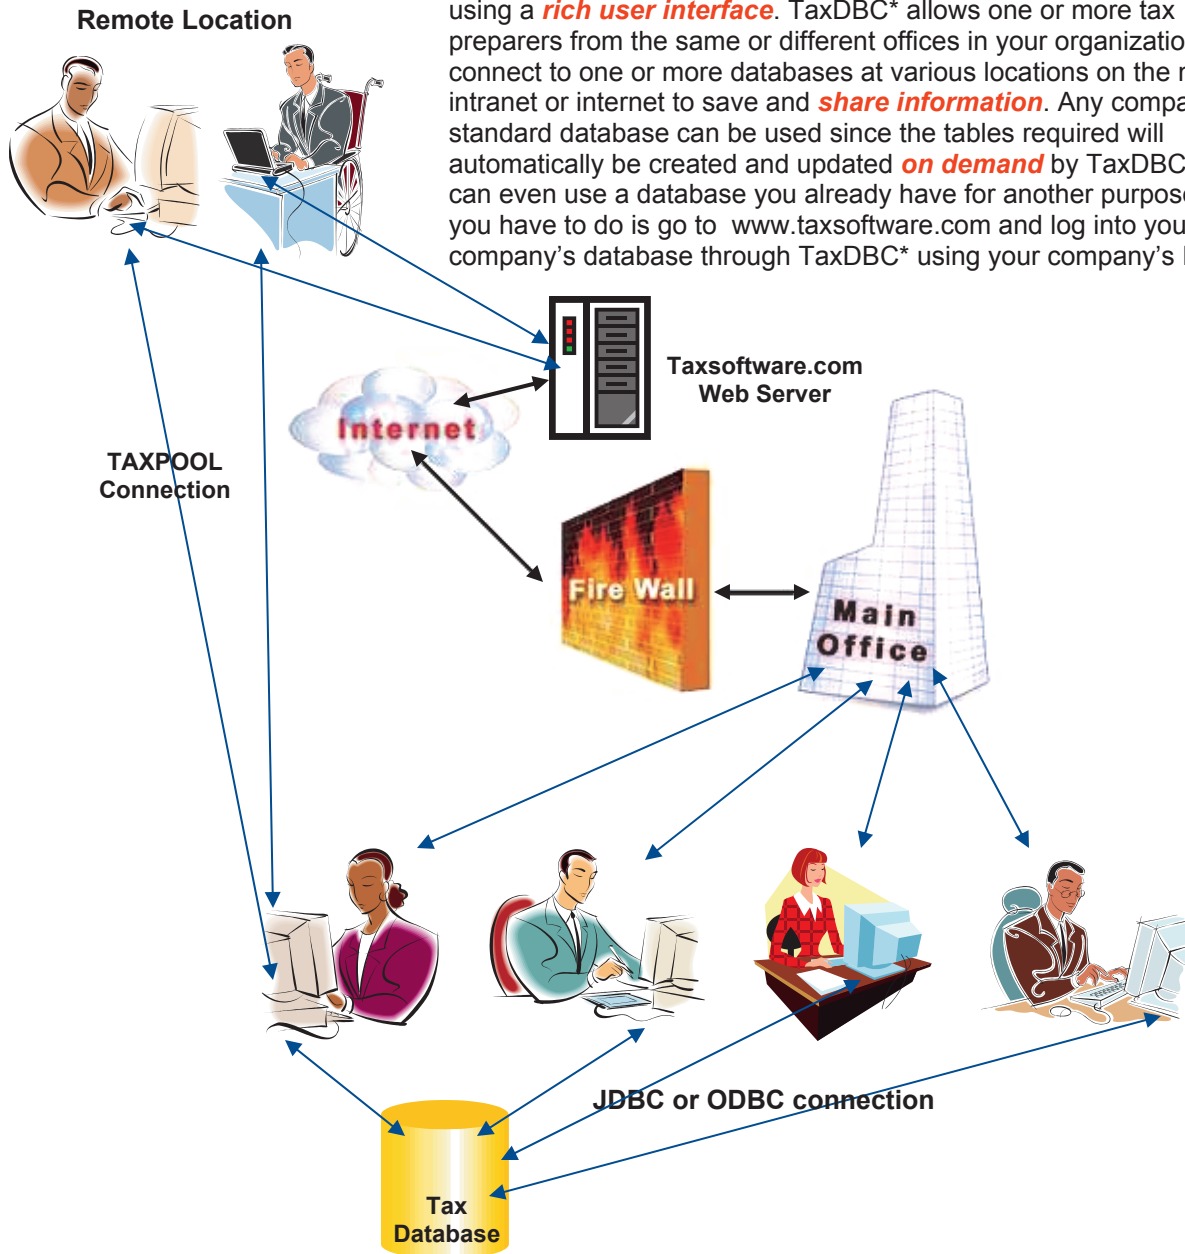 Remote Location
using a rich user interface. TaxDBC* allows one or more tax
preparers from the same or different offices in your
connect to one or more databases at various locations on the
intranet or internet to save and share information. Any
standard database can be used since the tables required will
automatically be created and updated on demand by TaxDBC
can even use a database you already have for another purpose
you have to do is go to www.taxsoftware.com and log into
company's database through TaxDBC* using your company's
Taxsoftware.com
Web Server
Internet
TAXPOOL
Connection
Fire Wall
Main
Office
JDBC or ODBC connection
Tax
Database